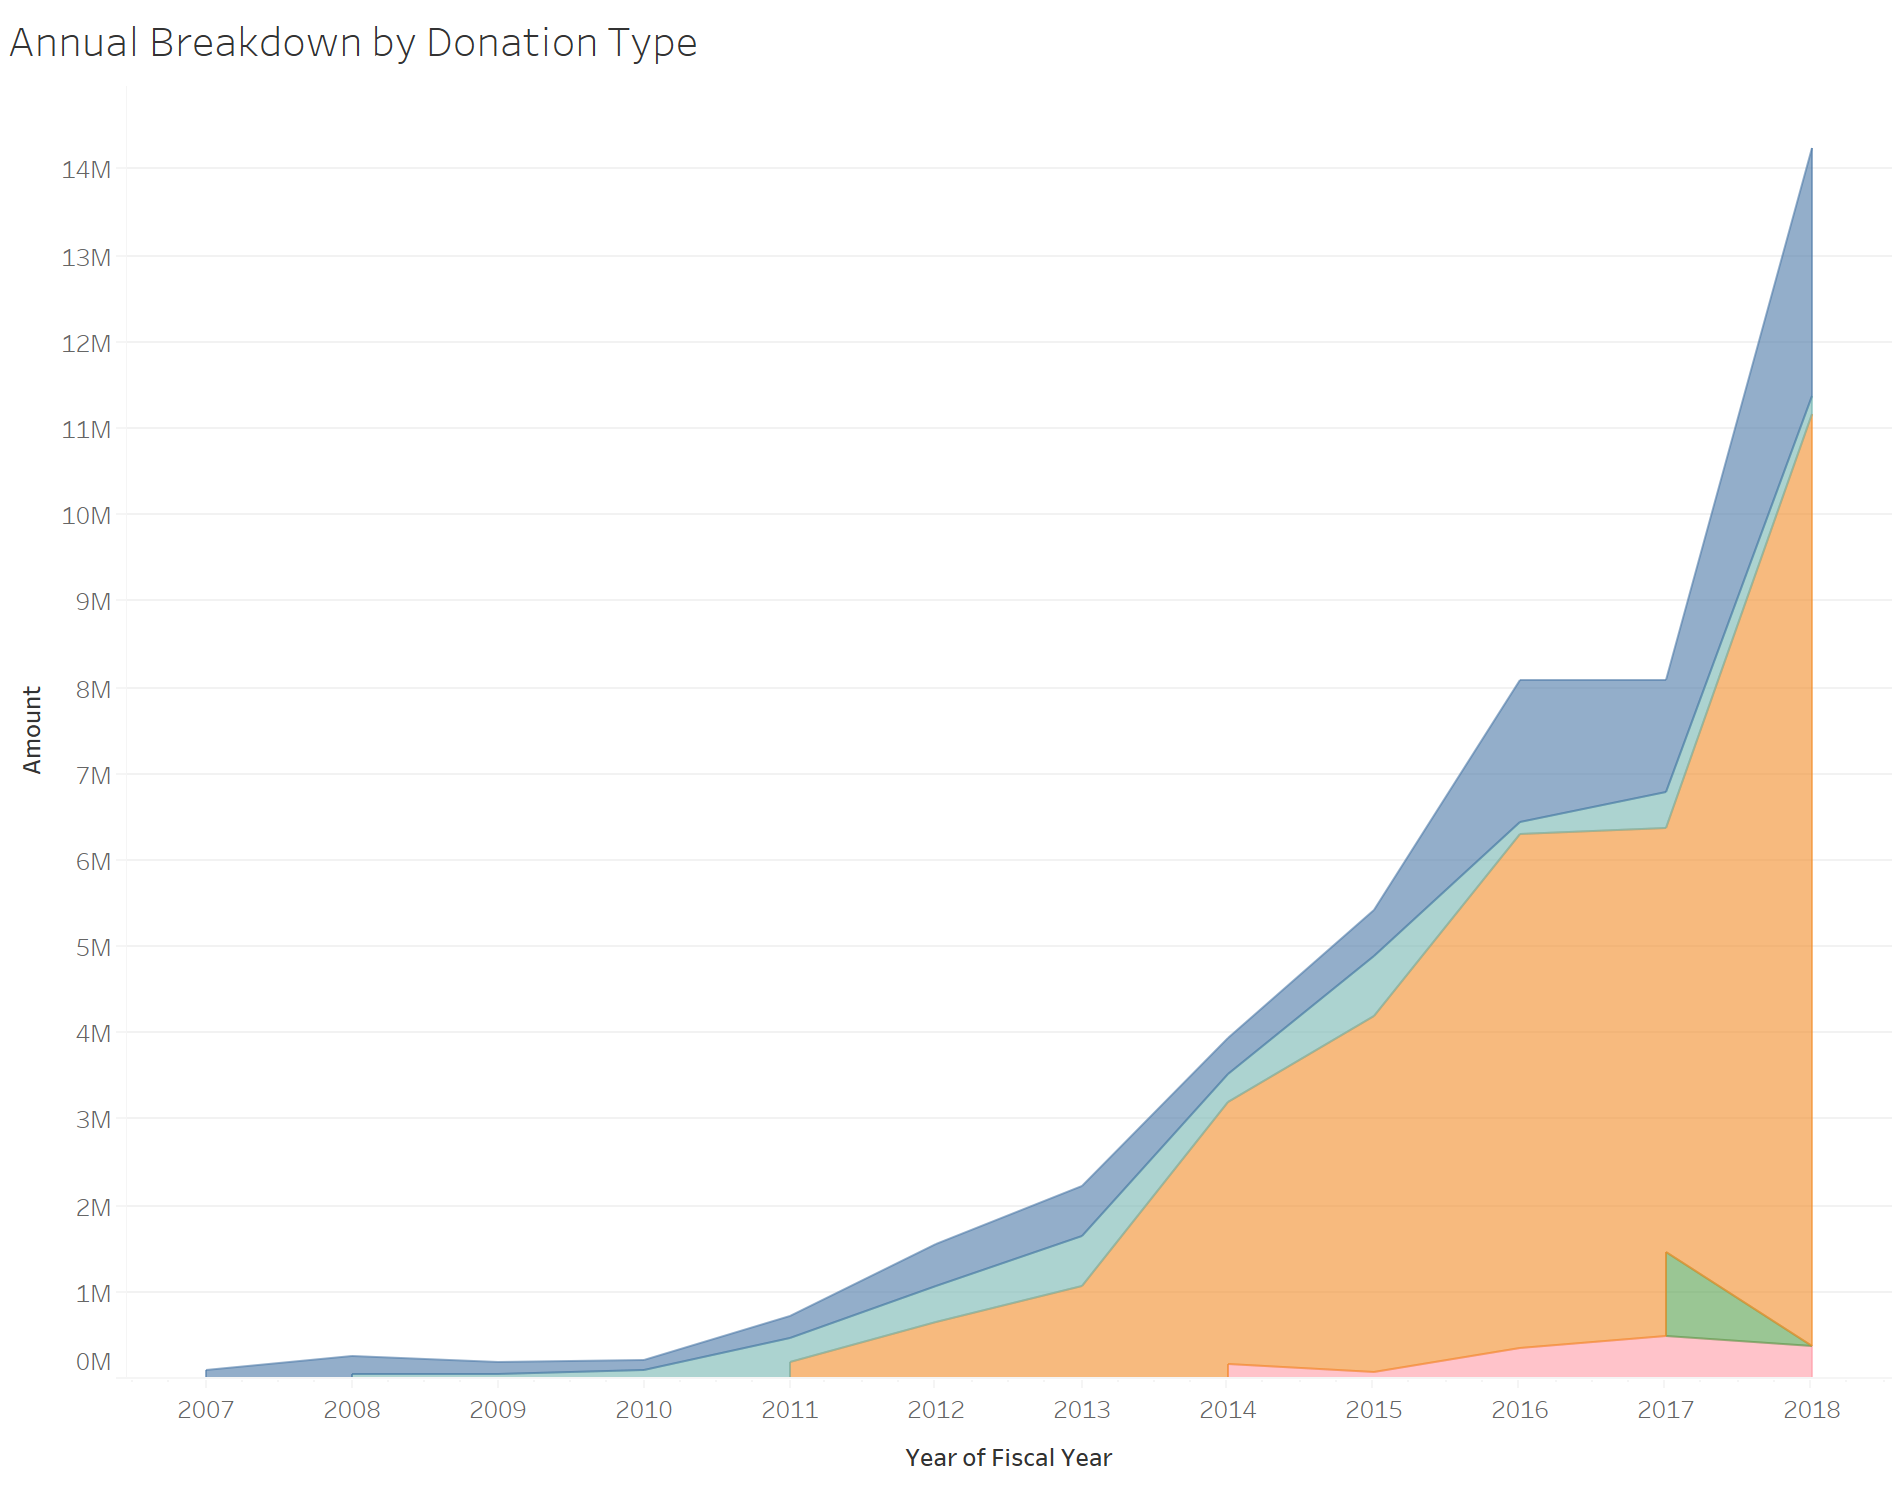 Annual Breakdown by Donation Type
14M
13M
12M
11M
10M
9M
8M
7M
6M
5M
4M
3M
2M
1M
0M
Amount
2007 2008 2009 2010 2011 2012 2013 2014 2015 2016 2017 2018
Year of Fiscal Year